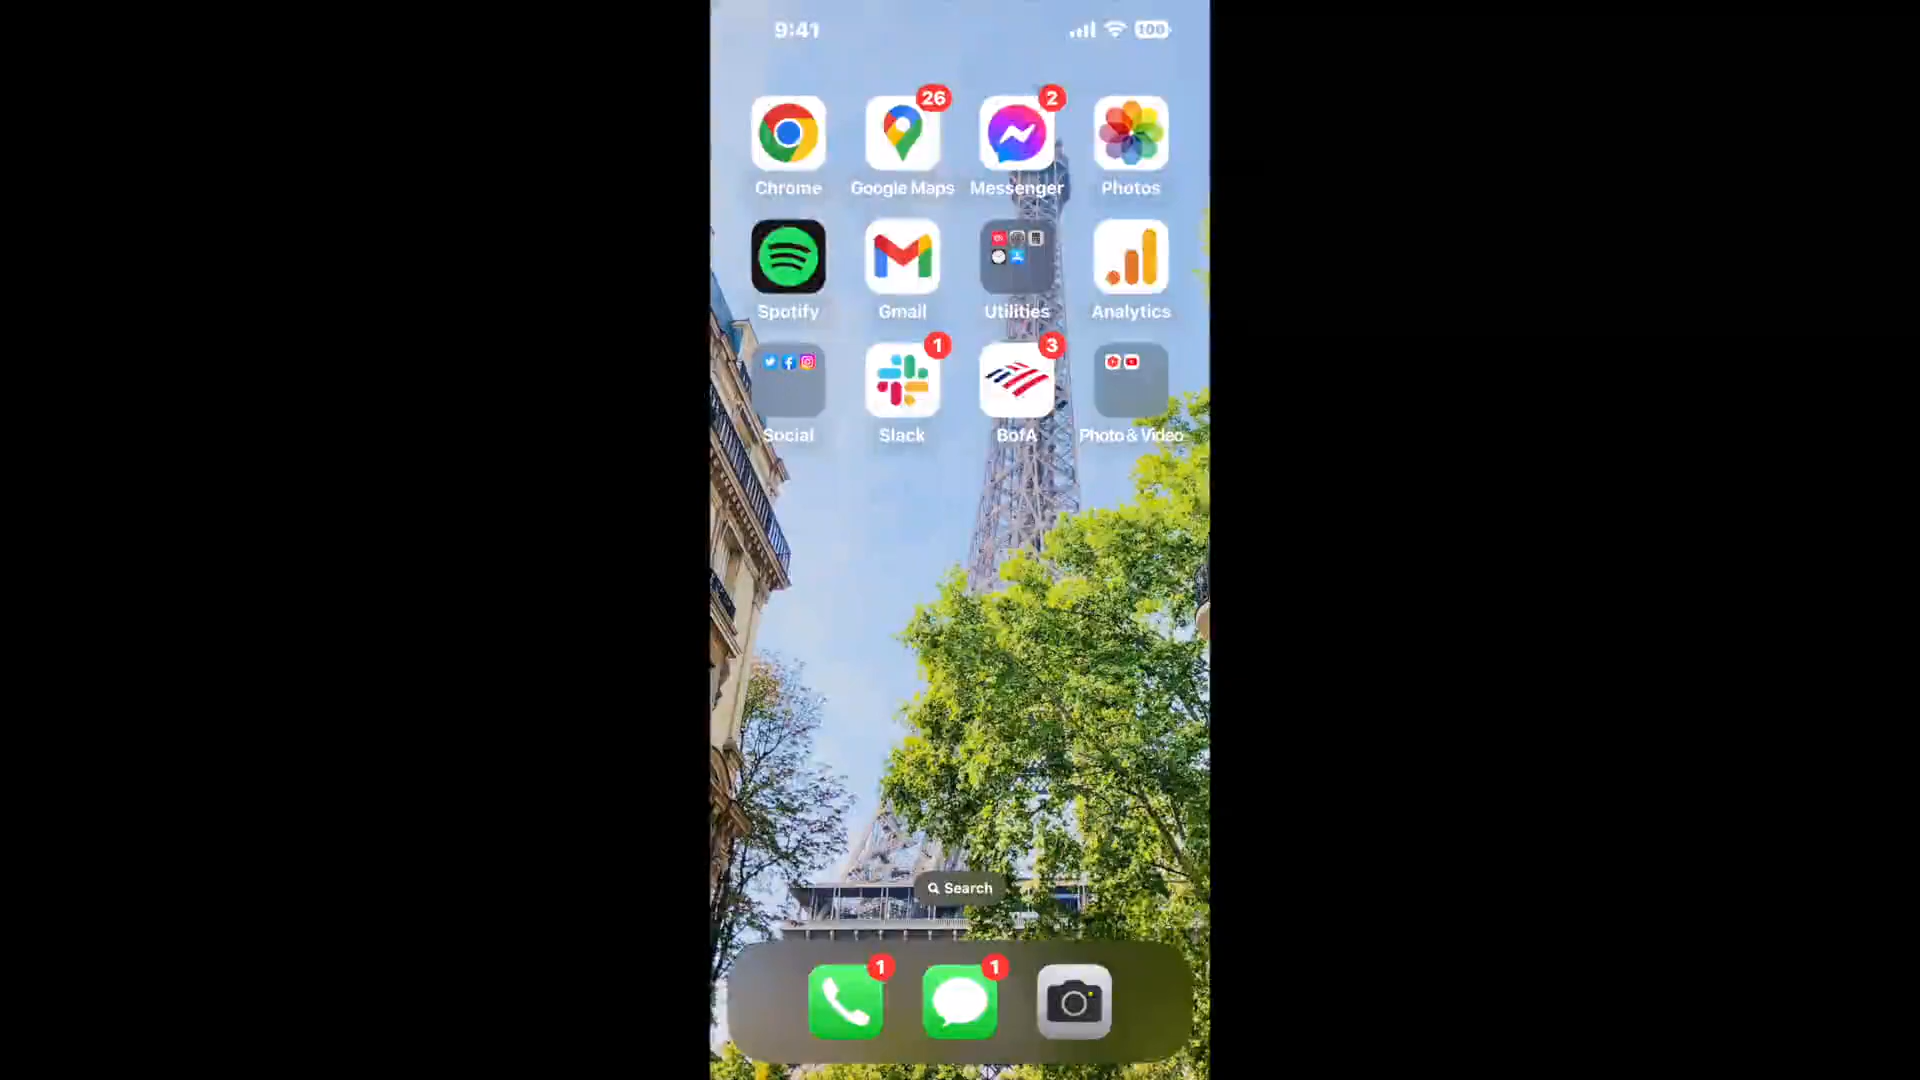 9:41
100
26
2
Chrome
Google Maps
Messenger
Photos
Spotify
Gmail
Utilities
Analytics
1
3
Social
Slack
BofA
Photo & Video
Search
1
1